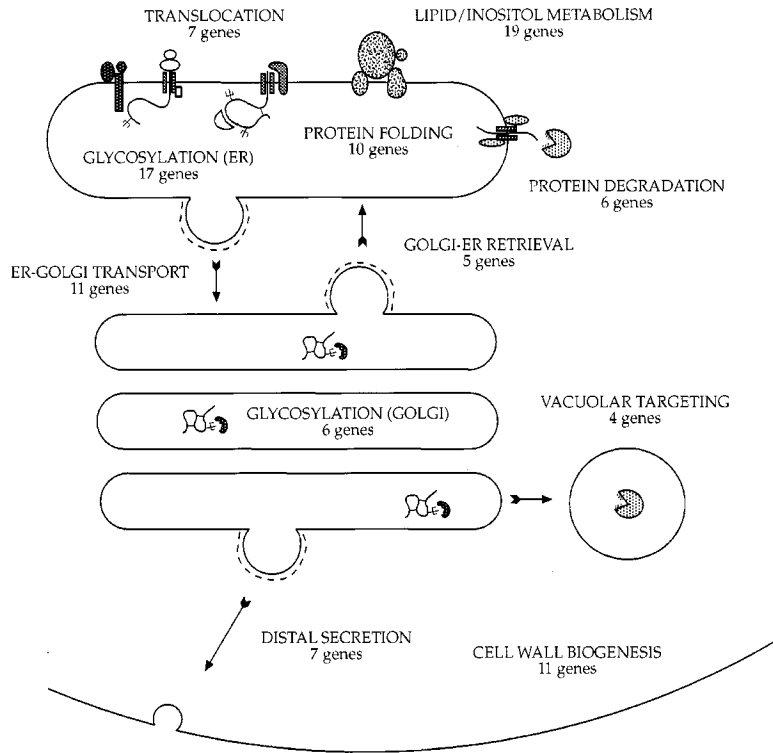 TRANSLOCATION
7 genes
LIPID/INOSITOL METABOLISM
19 genes
GLYCOSYLATION (ER)
17 genes
PROTEIN FOLDING
10 genes
PROTEIN DEGRADATION
6 genes
ER-GOLGI TRANSPORT
11 genes
GOLGI-ER RETRIEVAL
5 genes
GLYCOSYLATION (GOLGI)
6 genes
VACUOLAR TARGETING
4 genes
DISTAL SECRETION
7 genes
CELL WALL BIOGENESIS
11 genes